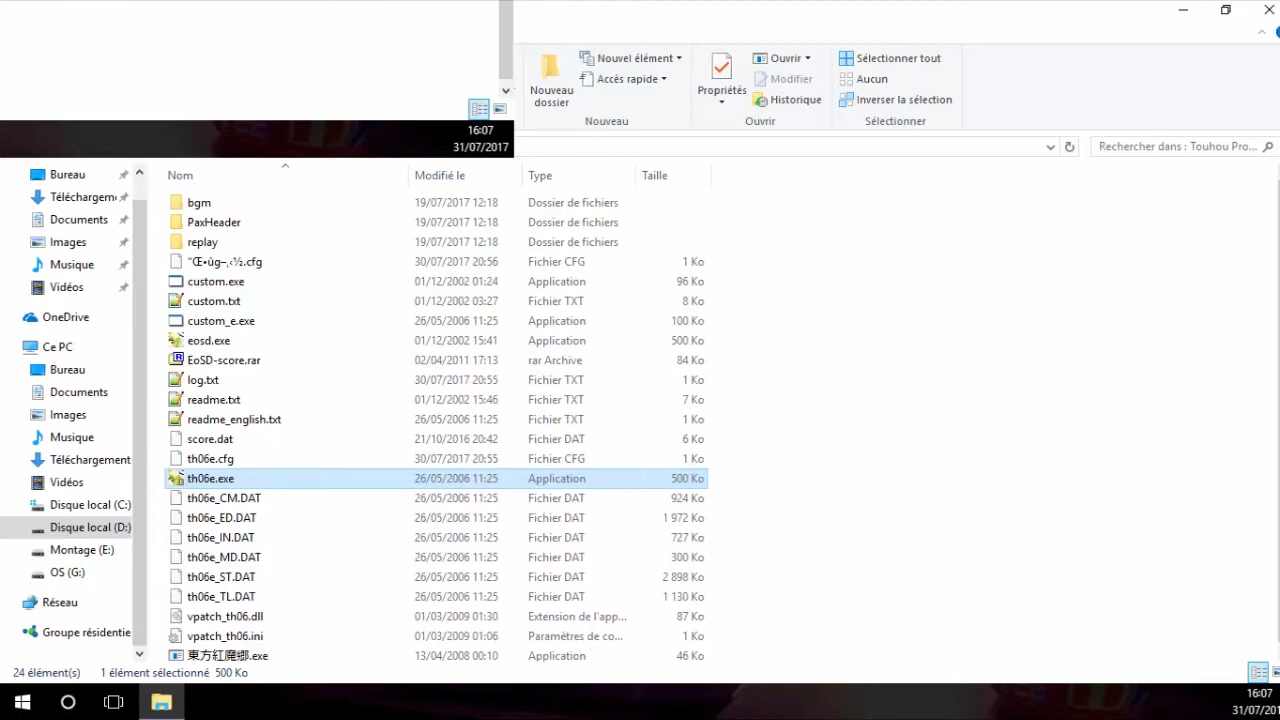 16:07
31/07/2017
Nouveau dossier
Nouvel élément
Accès rapide
Nouveau
Propriétés
Ouvrir
Modifier
Historique
Ouvrir
Sélectionner tout
Aucun
Inverser la sélection
Sélectionner
Rechercher dans : Touhou Pro...
Bureau
Téléchargem
Documents
Images
Musique
Vidéos
OneDrive
Ce PC
Bureau
Documents
Images
Musique
Téléchargement
Vidéos
Disque local (C:)
Disque local (D:)
Montage (E:)
OS (G:)
Réseau
Groupe résidentie
Nom Modifié le Type Taille
bgm 19/07/2017 12:18 Dossier de fichiers
PaxHeader 19/07/2017 12:18 Dossier de fichiers
replay 19/07/2017 12:18 Dossier de fichiers
“Œ•ûg–‚‹½.cfg 30/07/2017 20:56 Fichier CFG 1 Ko
custom.exe 01/12/2002 01:24 Application 96 Ko
custom.txt 01/12/2002 03:27 Fichier TXT 8 Ko
custom_e.exe 26/05/2006 11:25 Application 100 Ko
eosd.exe 01/12/2002 15:41 Application 500 Ko
EoSD-score.rar 02/04/2011 17:13 rar Archive 84 Ko
log.txt 30/07/2017 20:55 Fichier TXT 1 Ko
readme.txt 01/12/2002 15:46 Fichier TXT 7 Ko
readme_english.txt 26/05/2006 11:25 Fichier TXT 1 Ko
score.dat 21/10/2016 20:42 Fichier DAT 6 Ko
th06e.cfg 30/07/2017 20:55 Fichier CFG 1 Ko
th06e.exe 26/05/2006 11:25 Application 500 Ko
th06e_CM.DAT 26/05/2006 11:25 Fichier DAT 924 Ko
th06e_ED.DAT 26/05/2006 11:25 Fichier DAT 1 972 Ko
th06e_IN.DAT 26/05/2006 11:25 Fichier DAT 727 Ko
th06e_MD.DAT 26/05/2006 11:25 Fichier DAT 300 Ko
th06e_ST.DAT 26/05/2006 11:25 Fichier DAT 2 898 Ko
th06e_TL.DAT 26/05/2006 11:25 Fichier DAT 1 130 Ko
vpatch_th06.dll 01/03/2009 01:30 Extension de l'app... 87 Ko
vpatch_th06.ini 01/03/2009 01:06 Paramètres de co... 1 Ko
東方紅魔郷.exe 13/04/2008 00:10 Application 46 Ko
24 élément(s) 1 élément sélectionné 500 Ko
16:07
31/07/201